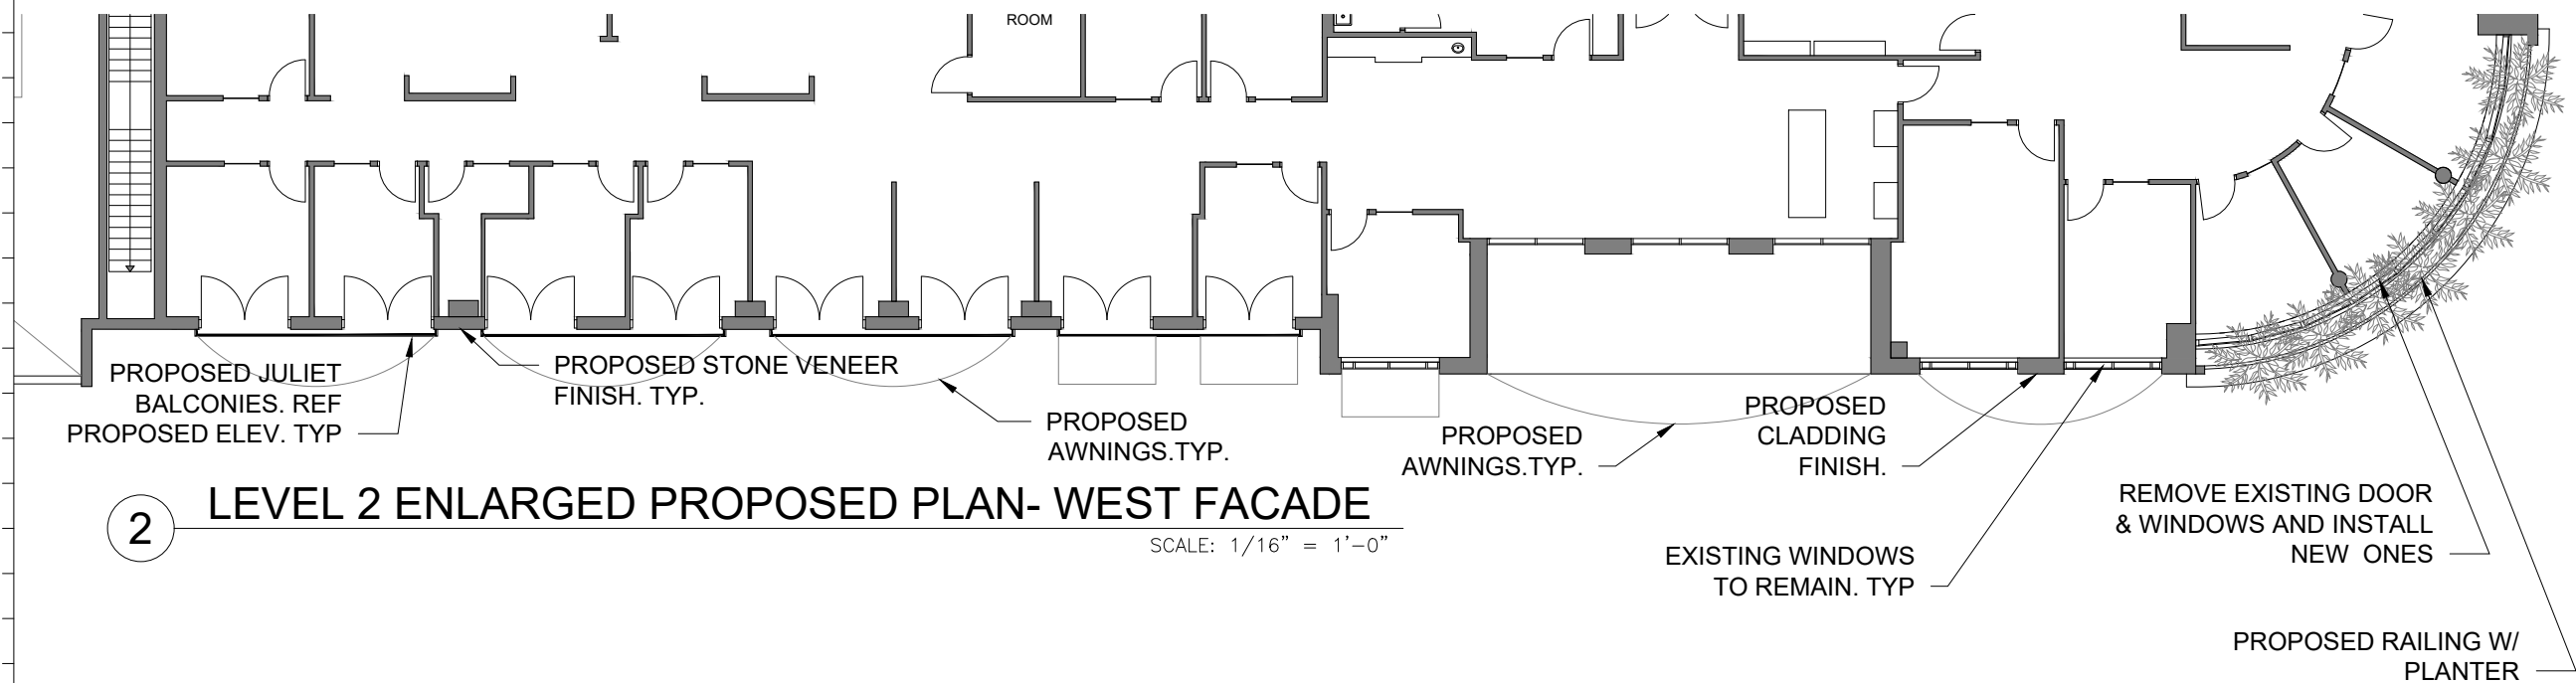 ROOM
PROPOSED JULIET
BALCONIES. REF
PROPOSED ELEV. TYP
PROPOSED STONE VENEER
FINISH. TYP.
PROPOSED
AWNINGS.TYP.
PROPOSED
AWNINGS.TYP.
PROPOSED
CLADDING
FINISH.
EXISTING WINDOWS
TO REMAIN. TYP
REMOVE EXISTING DOOR
& WINDOWS AND INSTALL
NEW ONES
PROPOSED RAILING W/
PLANTER
2
LEVEL 2 ENLARGED PROPOSED PLAN- WEST FACADE
SCALE: 1/16" = 1'-0"